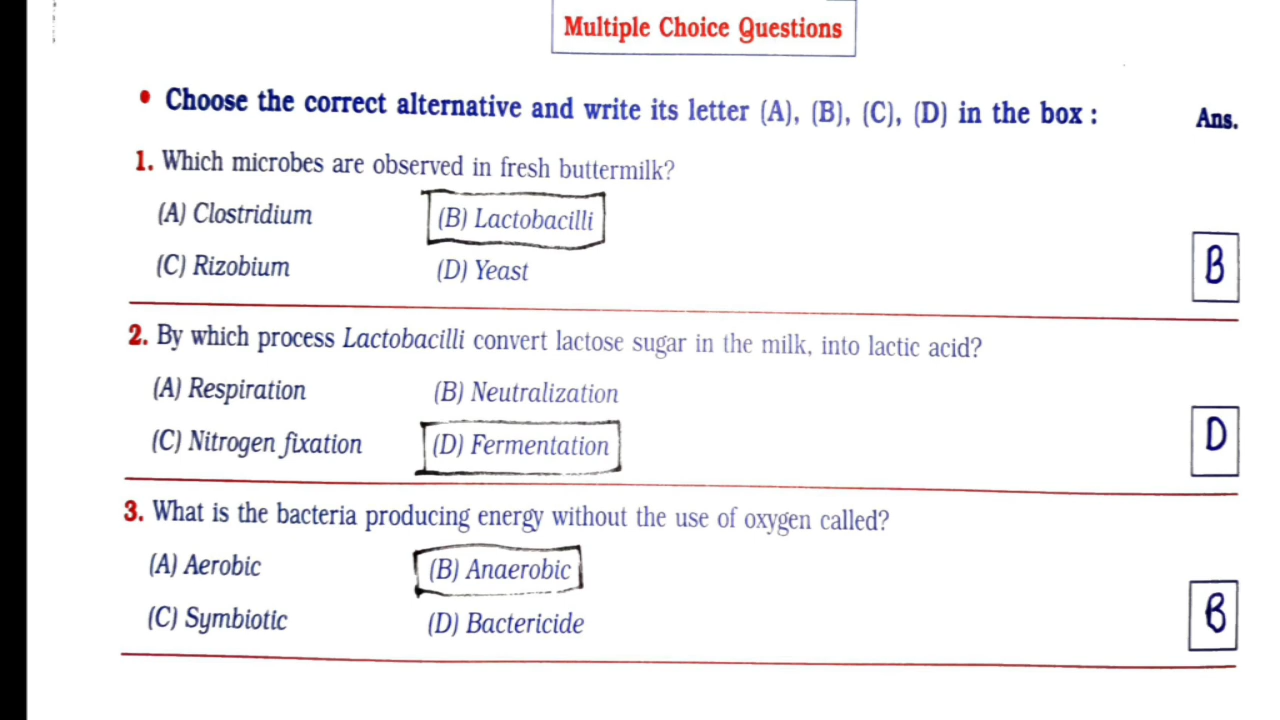 Multiple Choice Questions
• Choose the correct alternative and write its letter (A), (B), (C), (D) in the box : Ans.
1. Which microbes are observed in fresh buttermilk?
(A) Clostridium (B) Lactobacilli
(C) Rizobium (D) Yeast B
2. By which process Lactobacilli convert lactose sugar in the milk, into lactic acid?
(A) Respiration (B) Neutralization
(C) Nitrogen fixation (D) Fermentation D
3. What is the bacteria producing energy without the use of oxygen called?
(A) Aerobic (B) Anaerobic
(C) Symbiotic (D) Bactericide B